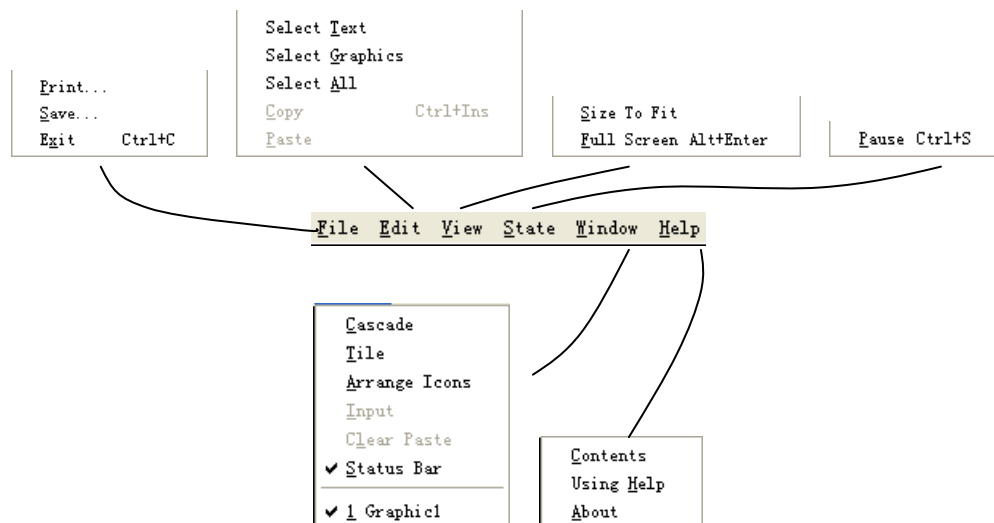 Print...
Save...
Exit Ctrl+C
Select Text
Select Graphics
Select All
Copy Ctrl+Ins
Paste
Size To Fit
Full Screen Alt+Enter
Pause Ctrl+S
File Edit View State Window Help
Cascade
Tile
Arrange Icons
Input
Clear Paste
✔ Status Bar
✔ 1 Graphic1
Contents
Using Help
About